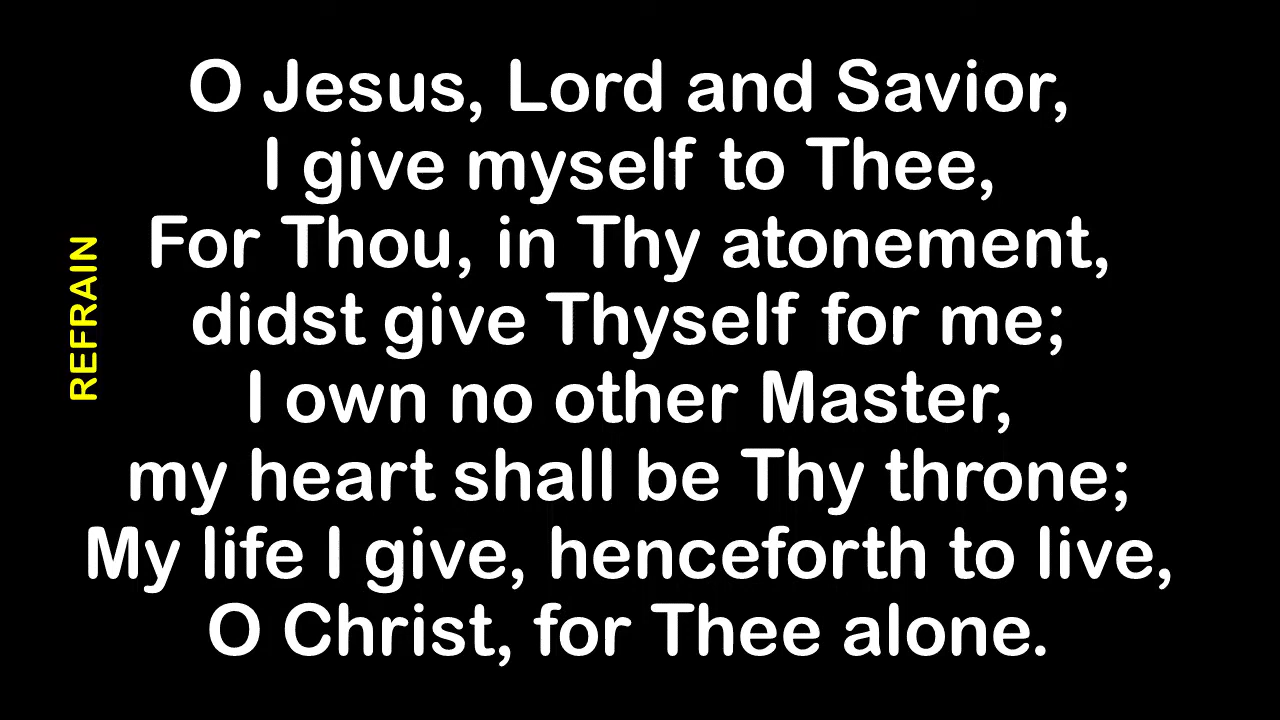 REFRAIN
O Jesus, Lord and Savior,
I give myself to Thee,
For Thou, in Thy atonement,
didst give Thyself for me;
I own no other Master,
my heart shall be Thy throne;
My life I give, henceforth to live,
O Christ, for Thee alone.